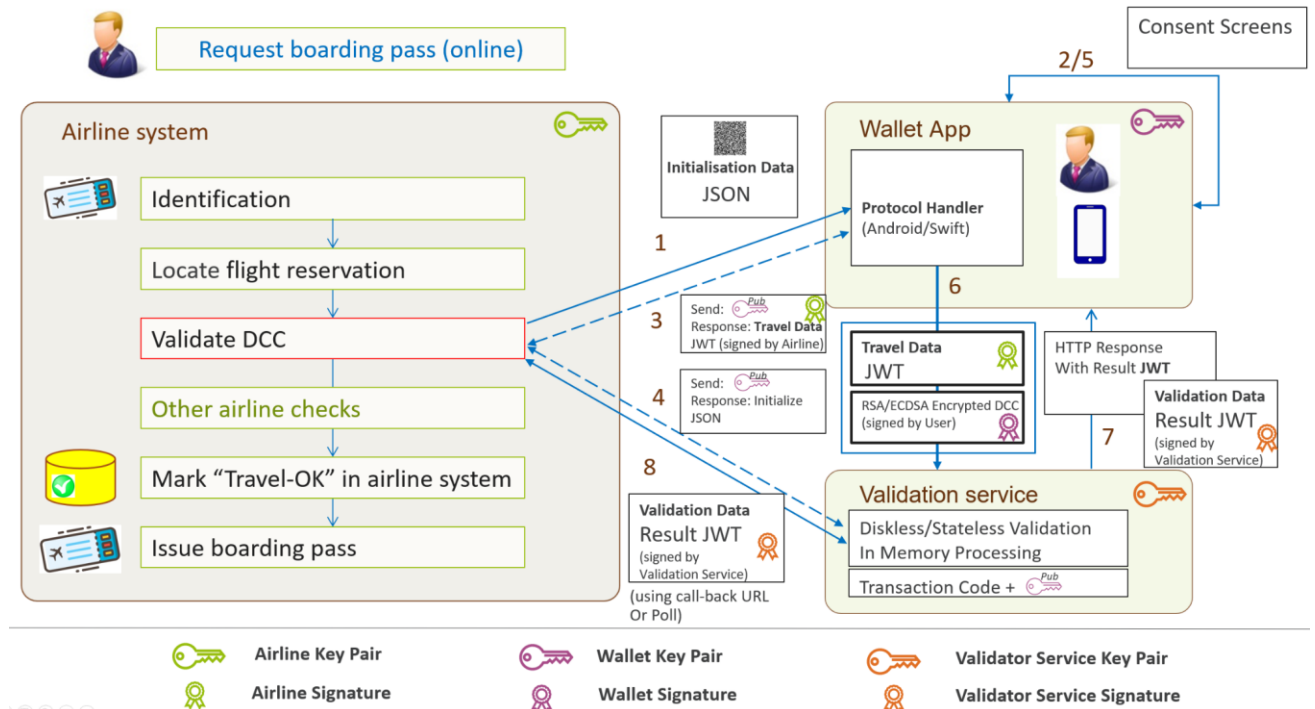 Request boarding pass (online)
Consent Screens
2/5
Airline system
Identification
Locate flight reservation
Validate DCC
Other airline checks
Mark “Travel-OK” in airline system
Issue boarding pass
Initialisation Data
JSON
1
3
Send: Pub
Response: Travel Data
JWT (signed by Airline)
4
Send: Pub
Response: Initialize
JSON
8
Validation Data
Result JWT
(signed by
Validation Service)
(using call-back URL
Or Poll)
Wallet App
Protocol Handler
(Android/Swift)
6
Travel Data
JWT
RSA/ECDSA Encrypted DCC
(signed by User)
HTTP Response
With Result JWT
Validation Data
Result JWT
(signed by
Validation Service)
7
Validation service
Diskless/Stateless Validation
In Memory Processing
Transaction Code + Pub
Airline Key Pair
Wallet Key Pair
Validator Service Key Pair
Airline Signature
Wallet Signature
Validator Service Signature